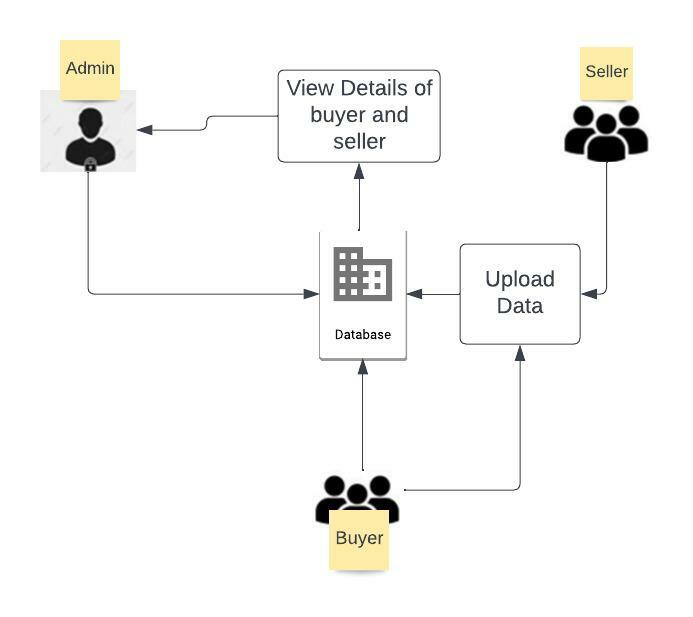 Admin
View Details of
buyer and
seller
Seller
Upload
Data
Database
Buyer